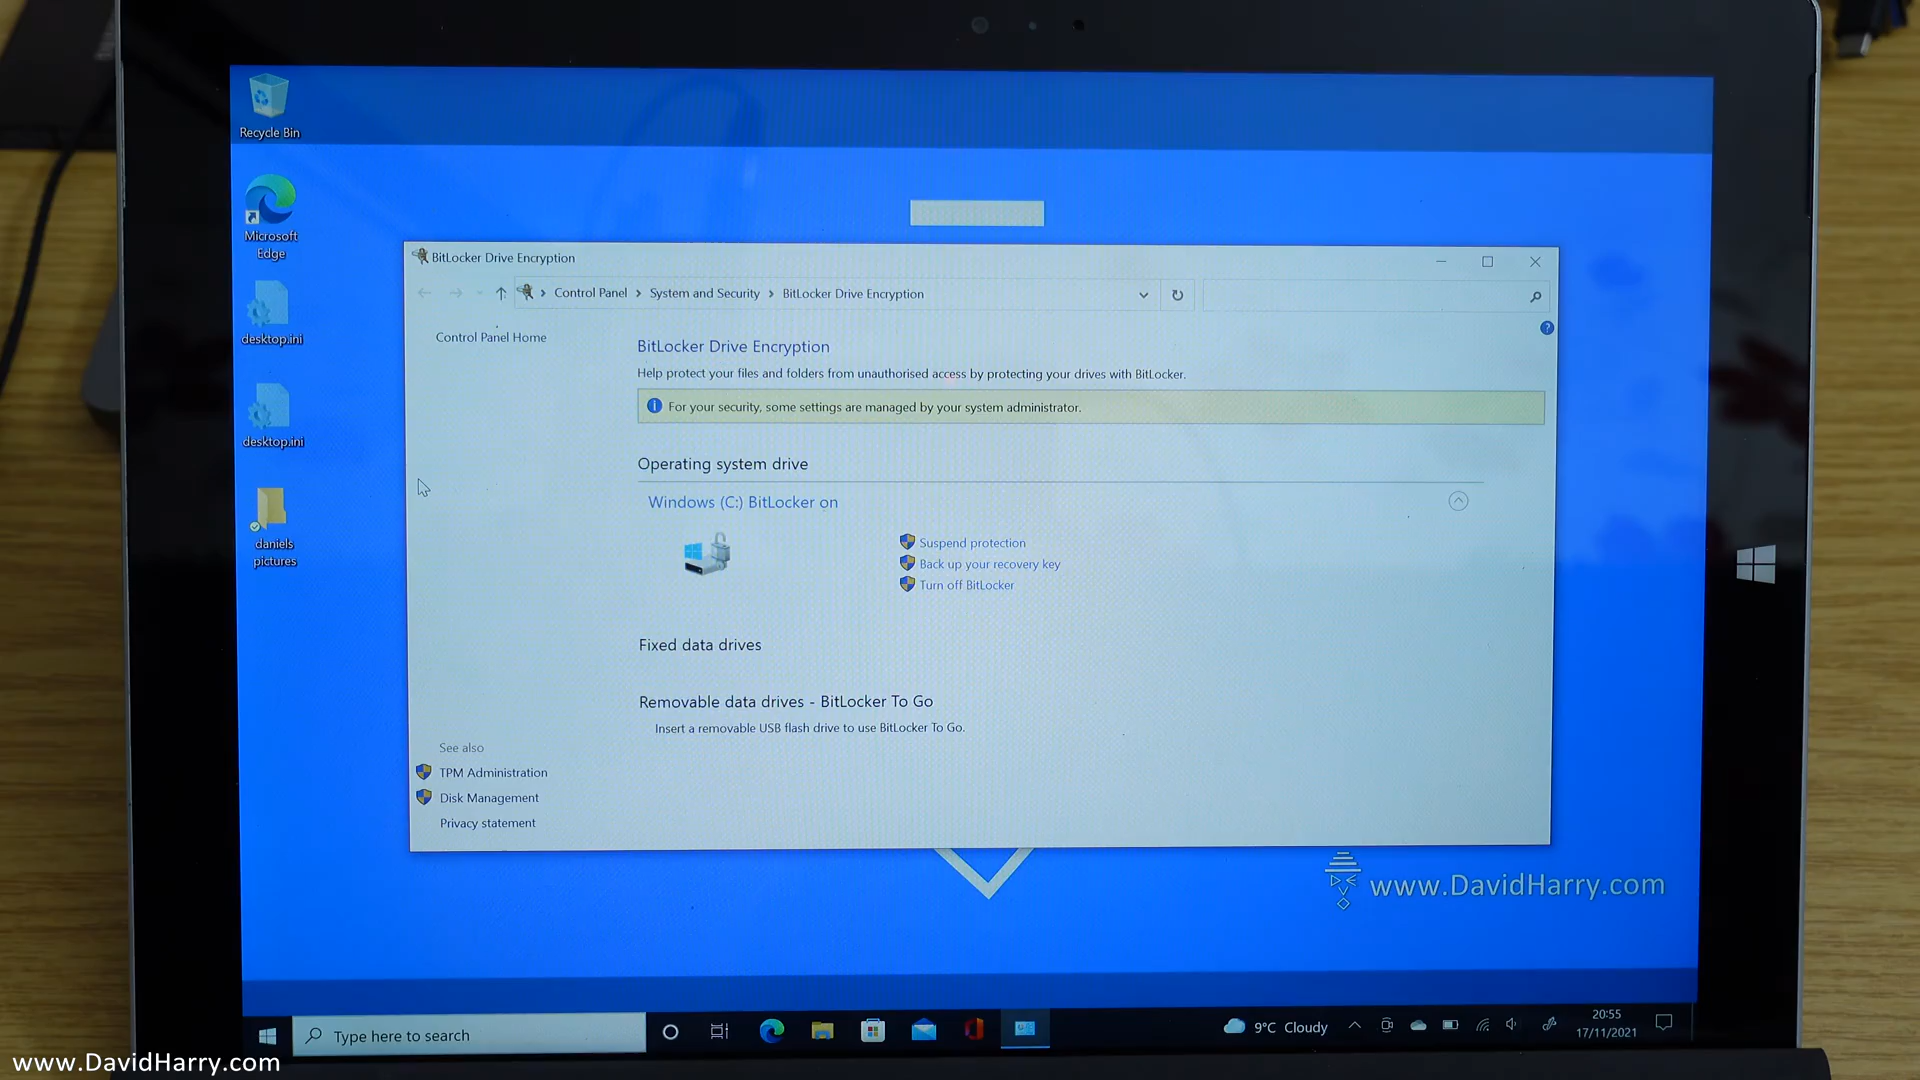 Recycle Bin
Microsoft
Edge
desktop.ini
desktop.ini
daniels
pictures
BitLocker Drive Encryption
Control Panel
System and Security
BitLocker Drive Encryption
Control Panel Home
BitLocker Drive Encryption
Help protect your files and folders from unauthorised access by protecting your drives with BitLocker.
For your security, some settings are managed by your system administrator.
Operating system drive
Windows (C:) BitLocker on
Suspend protection
Back up your recovery key
Turn off BitLocker
Fixed data drives
Removable data drives - BitLocker To Go
Insert a removable USB flash drive to use BitLocker To Go.
See also
TPM Administration
Disk Management
Privacy statement
www.DavidHarry.com
Type here to search
9°C Cloudy
20:55
17/11/2021
www.DavidHarry.com